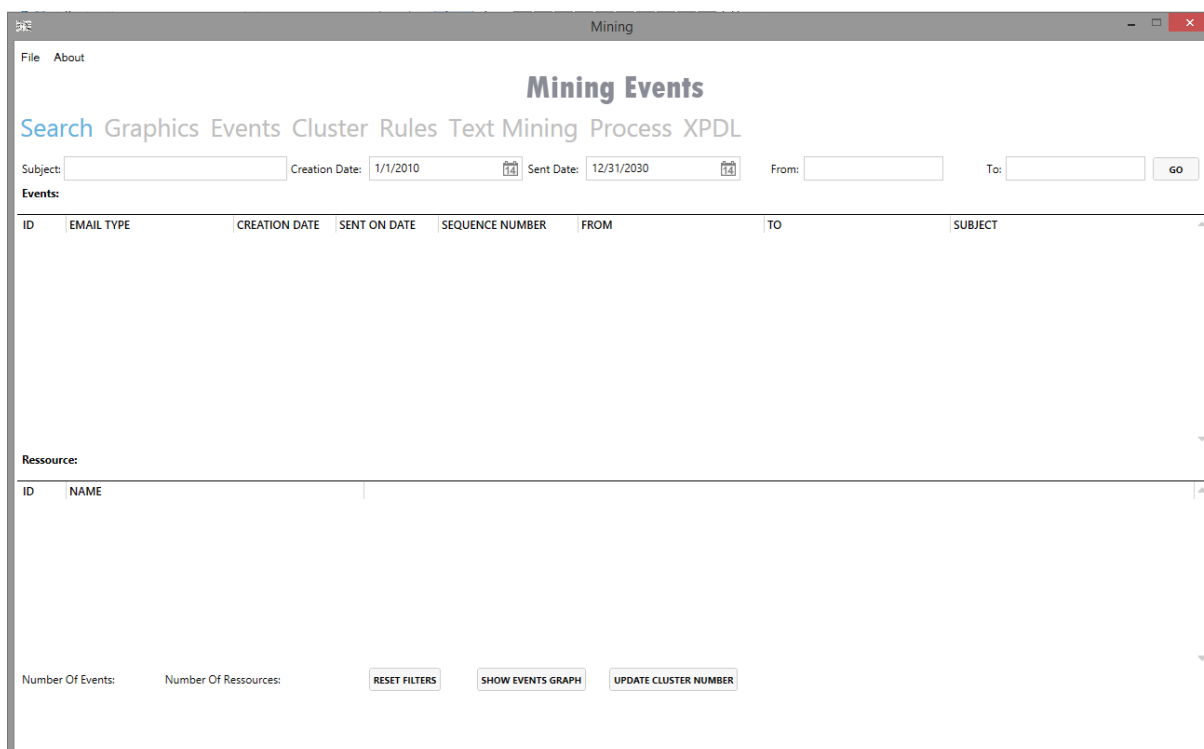 Mining
File About
Mining Events
Search Graphics Events Cluster Rules Text Mining Process XPDL
Subject: Creation Date: 1/1/2010 14 Sent Date: 12/31/2030 14 From: To: GO
Events:
ID EMAIL TYPE CREATION DATE SENT ON DATE SEQUENCE NUMBER FROM TO SUBJECT
Ressource:
ID NAME
Number Of Events: Number Of Ressources: RESET FILTERS SHOW EVENTS GRAPH UPDATE CLUSTER NUMBER